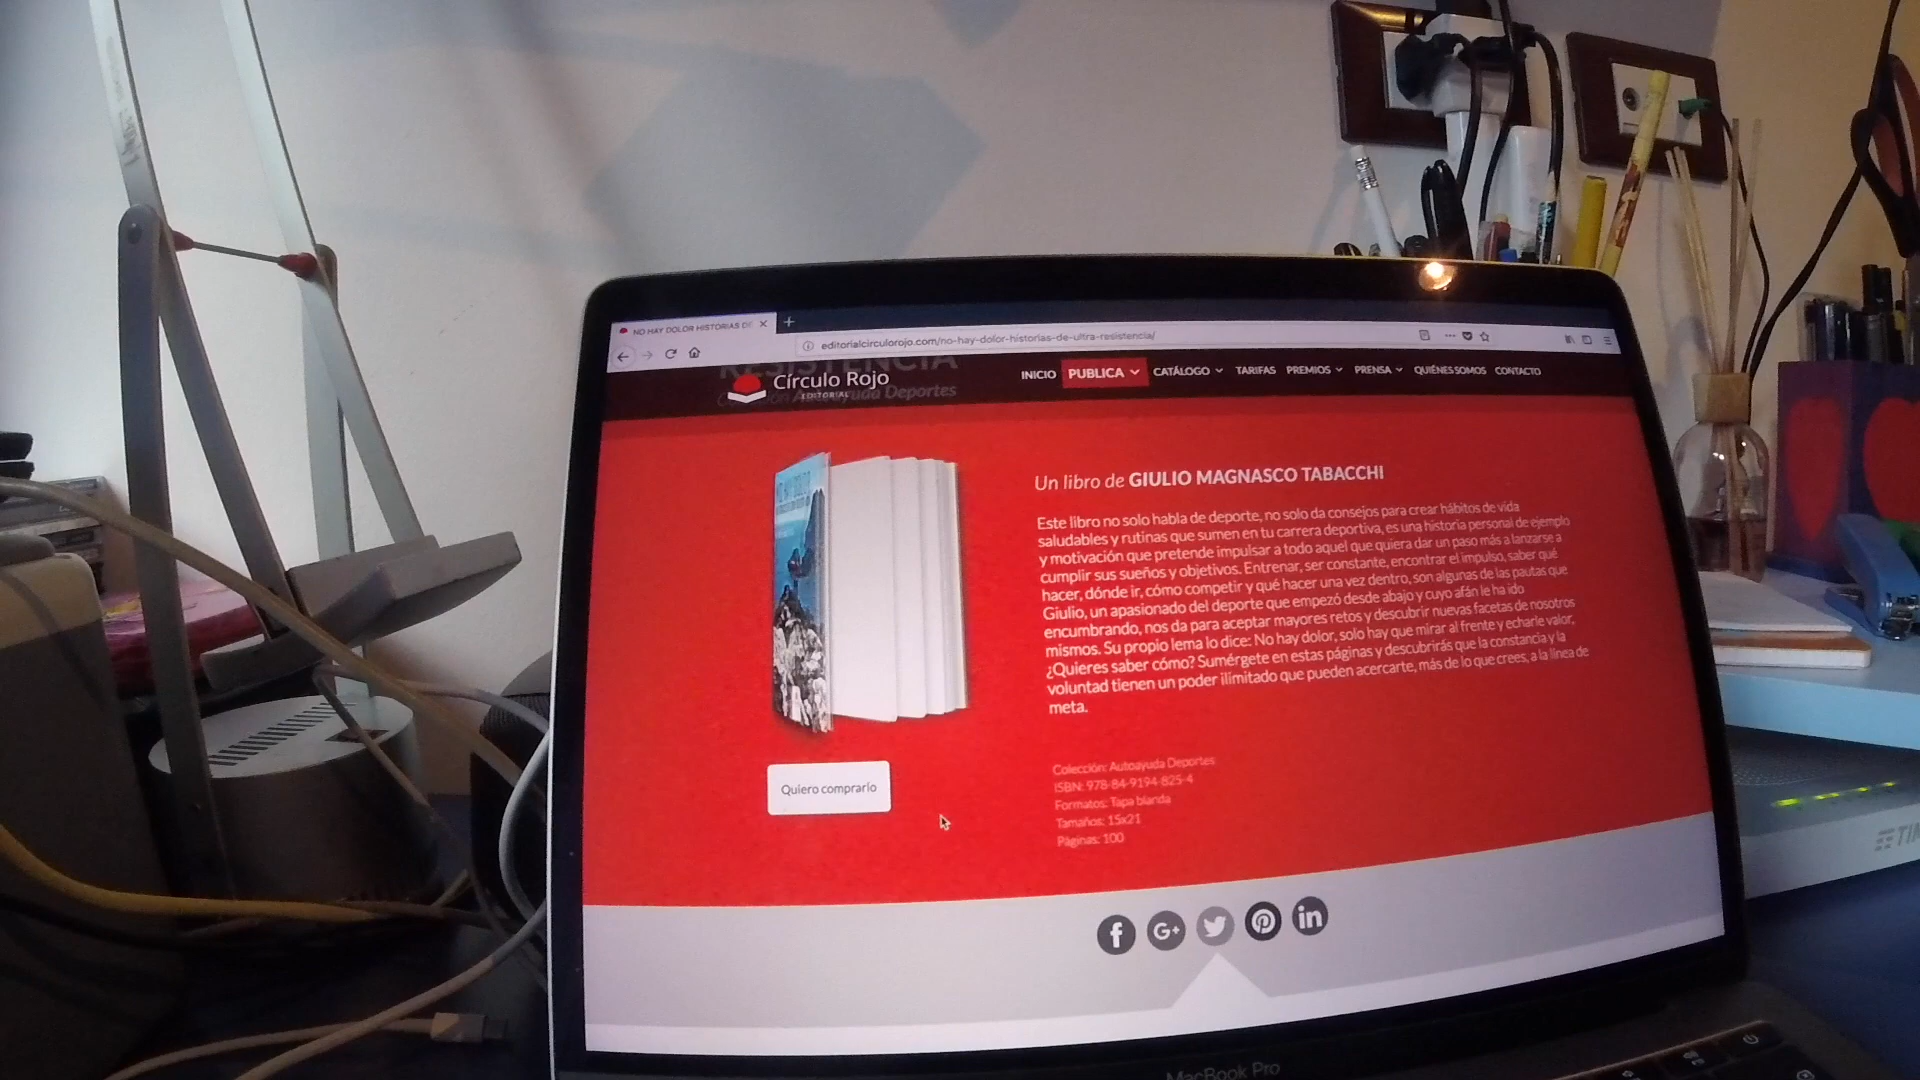 NO HAY DOLOR HISTORIAS DE
editorialcirculorojo.com/no-hay-dolor-historias-de-ultra-resistencia/
RESISTENCIA
Círculo Rojo
EDITORIAL
Autoayuda Deportes
INICIO PUBLICA CATÁLOGO TARIFAS PREMIOS PRENSA QUIÉNES SOMOS CONTACTO
Un libro de GIULIO MAGNASCO TABACCHI
Este libro no solo habla de deporte, no solo da consejos para crear hábitos de vida
saludables y rutinas que sumen en tu carrera deportiva, es una historia personal de ejemplo
y motivación que pretende impulsar a todo aquel que quiera dar un paso más a lanzarse a
cumplir sus sueños y objetivos. Entrenar, ser constante, encontrar el impulso, saber qué
hacer, dónde ir, cómo competir y qué hacer una vez dentro, son algunas de las pautas que
Giulio, un apasionado del deporte que empezó desde abajo y cuyo afán le ha ido
encumbrando, nos da para aceptar mayores retos y descubrir nuevas facetas de nosotros
mismos. Su propio lema lo dice: No hay dolor, solo hay que mirar al frente y echarle valor,
¿Quieres saber cómo? Sumérgete en estas páginas y descubrirás que la constancia y la
voluntad tienen un poder ilimitado que pueden acercarte, más de lo que crees, a la línea de
meta.
Quiero comprarlo
Colección: Autoayuda Deportes
ISBN: 978-84-9194-825-4
Formatos: Tapa blanda
Tamaños: 15x21
Páginas: 100
f
G+
in
MacBook Pro
TIM